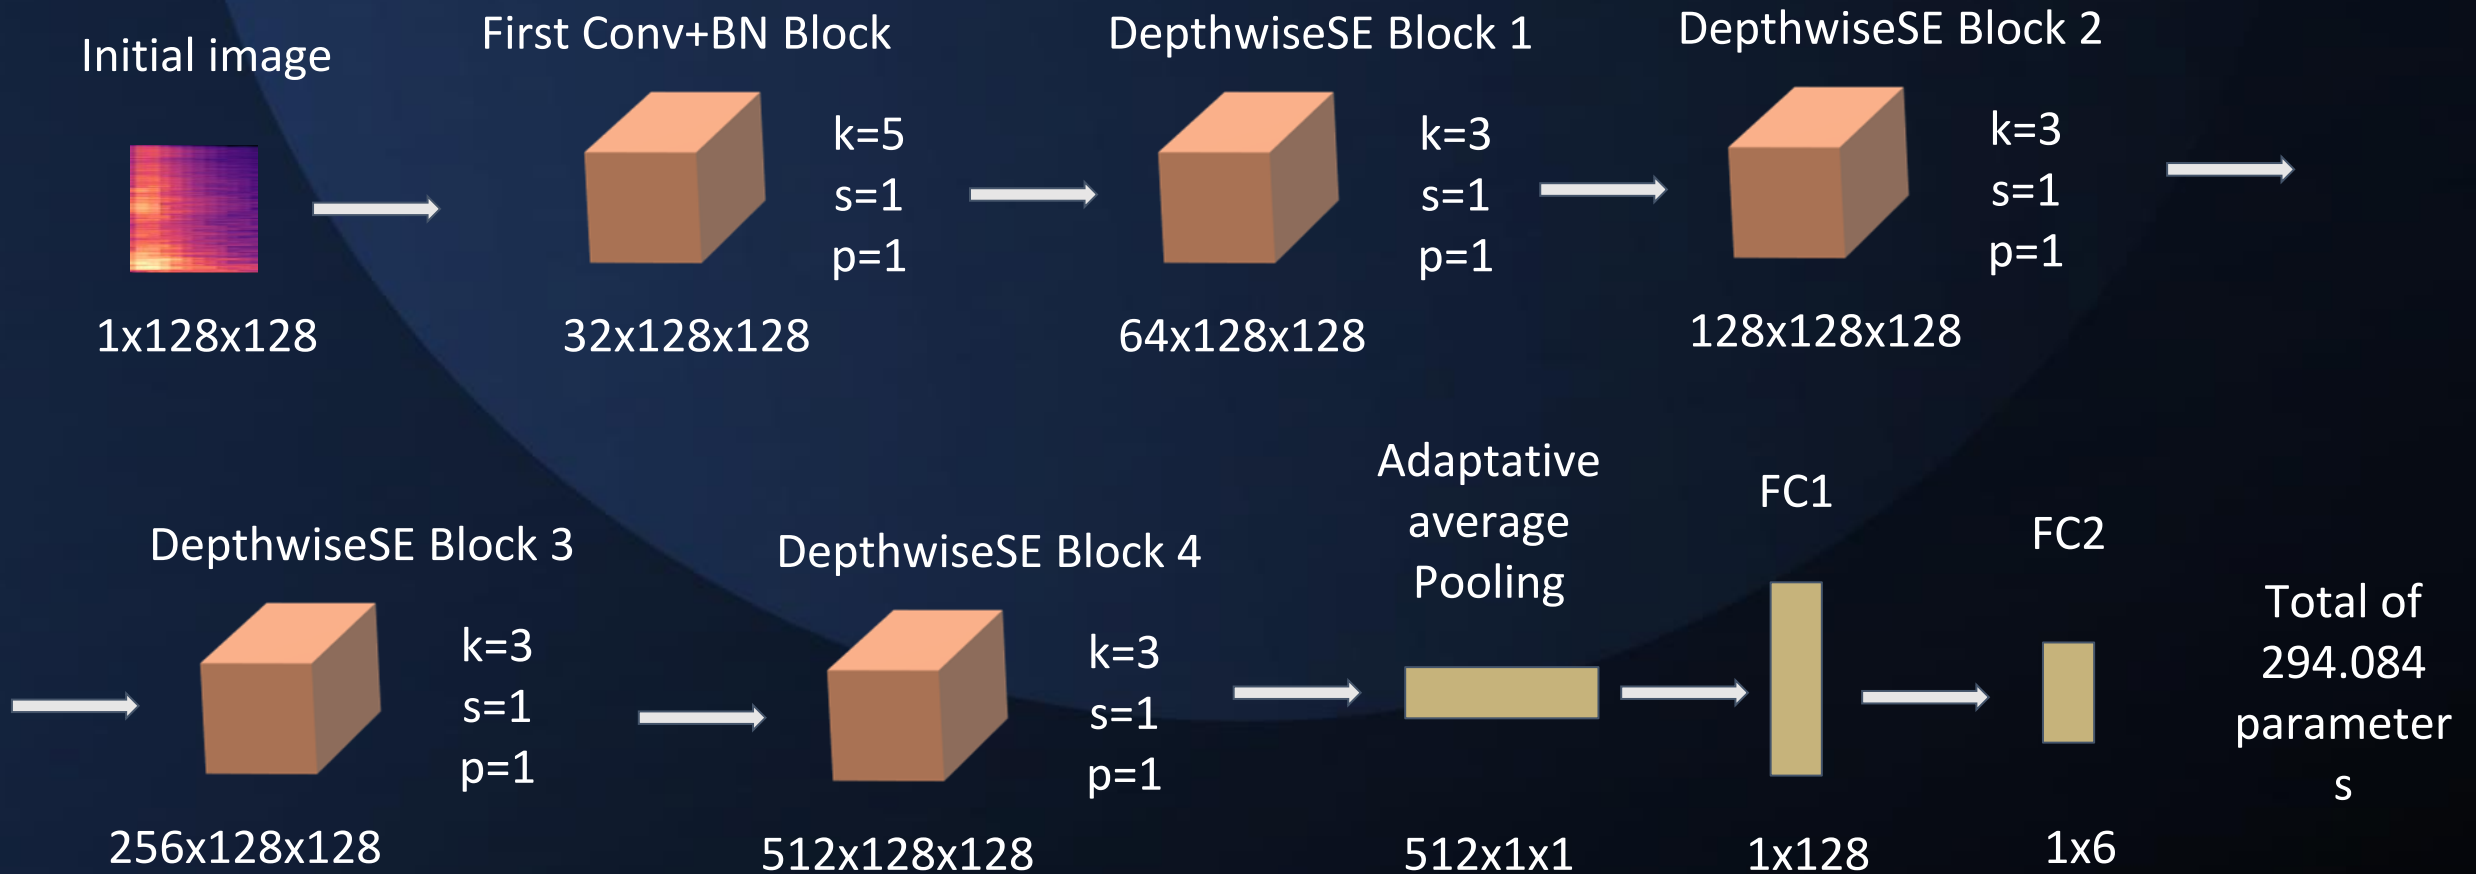 Initial image
1x128x128
First Conv+BN Block
k=5
s=1
p=1
32x128x128
DepthwiseSE Block 1
k=3
s=1
p=1
64x128x128
DepthwiseSE Block 2
k=3
s=1
p=1
128x128x128
DepthwiseSE Block 3
k=3
s=1
p=1
256x128x128
DepthwiseSE Block 4
k=3
s=1
p=1
512x128x128
Adaptative
average
Pooling
512x1x1
FC1
1x128
FC2
1x6
Total of
294.084
parameter
s